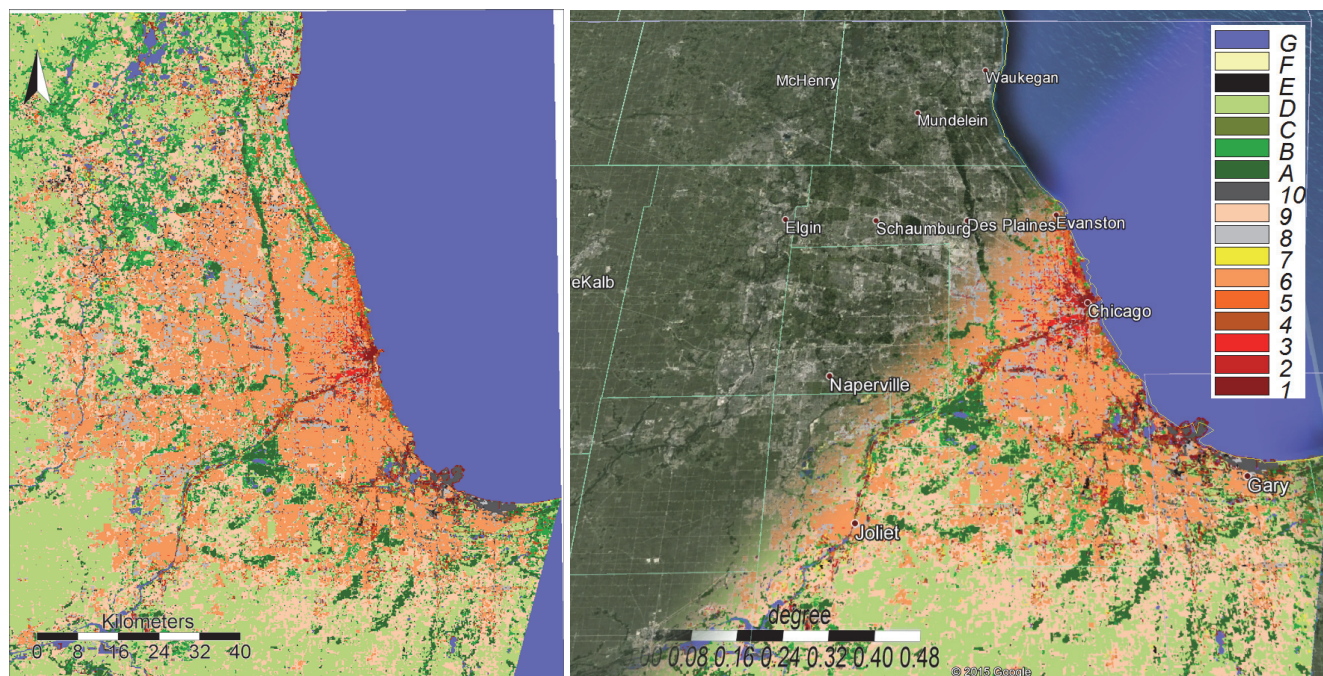 Kilometers
0 8 16 24 32 40
McHenry
Waukegan
Mundelein
Elgin
Schaumburg
Des Plaines
Evanston
eKalb
Chicago
Naperville
Gary
Joliet
degree
0.08 0.16 0.24 0.32 0.40 0.48
© 2015 Google
G
F
E
D
C
B
A
10
9
8
7
6
5
4
3
2
1